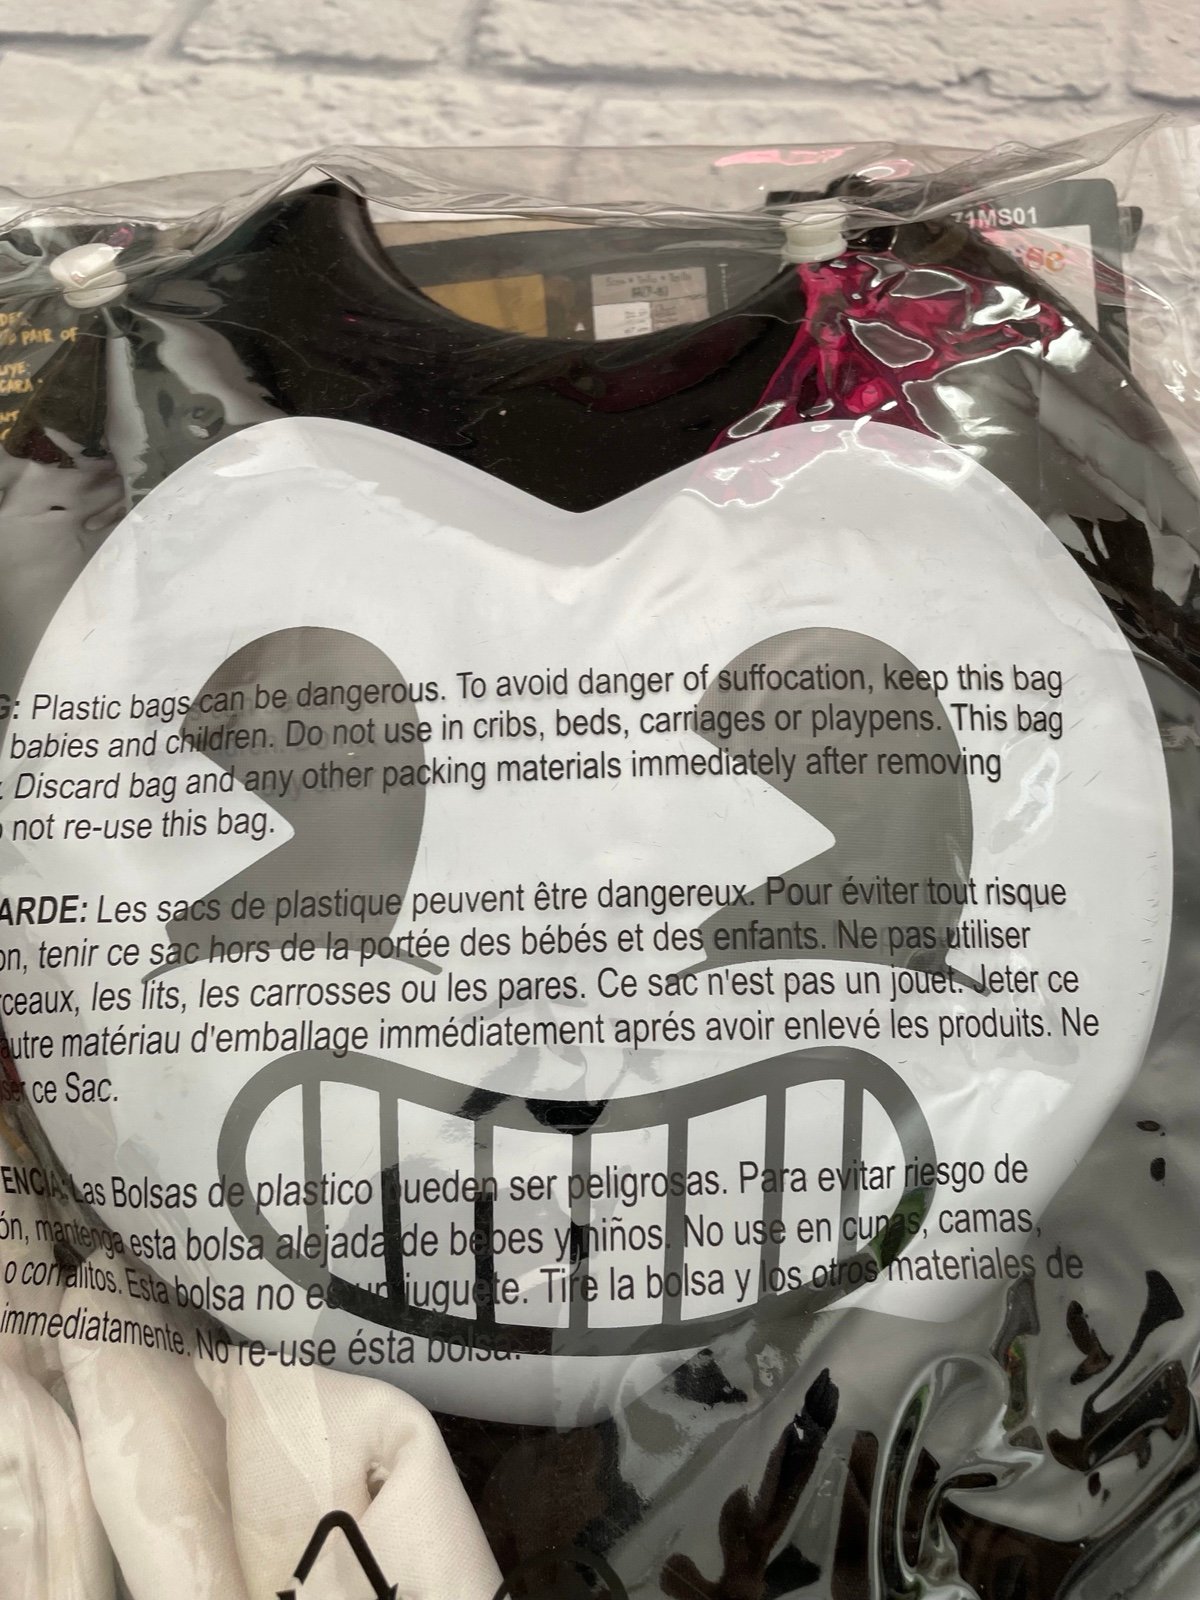 71MS01
PAIR OF
G: Plastic bags can be dangerous. To avoid danger of suffocation, keep this bag
babies and children. Do not use in cribs, beds, carriages or playpens. This bag
Discard bag and any other packing materials immediately after removing
not re-use this bag.
ARDE: Les sacs de plastique peuvent être dangereux. Pour éviter tout risque
on, tenir ce sac hors de la portée des bébés et des enfants. Ne pas utiliser
rceaux, les lits, les carrosses ou les pares. Ce sac n'est pas un jouet. Jeter ce
autre matériau d'emballage immédiatement aprés avoir enlevé les produits. Ne
ser ce Sac.
ENCIA: Las Bolsas de plastico pueden ser peligrosas. Para evitar riesgo de
ón, mantenga esta bolsa alejada de bebes y niños. No use en cunas, camas,
o corralitos. Esta bolsa no es un juguete. Tire la bolsa y los otros materiales de
immediatamente. No re-use ésta bolsa.